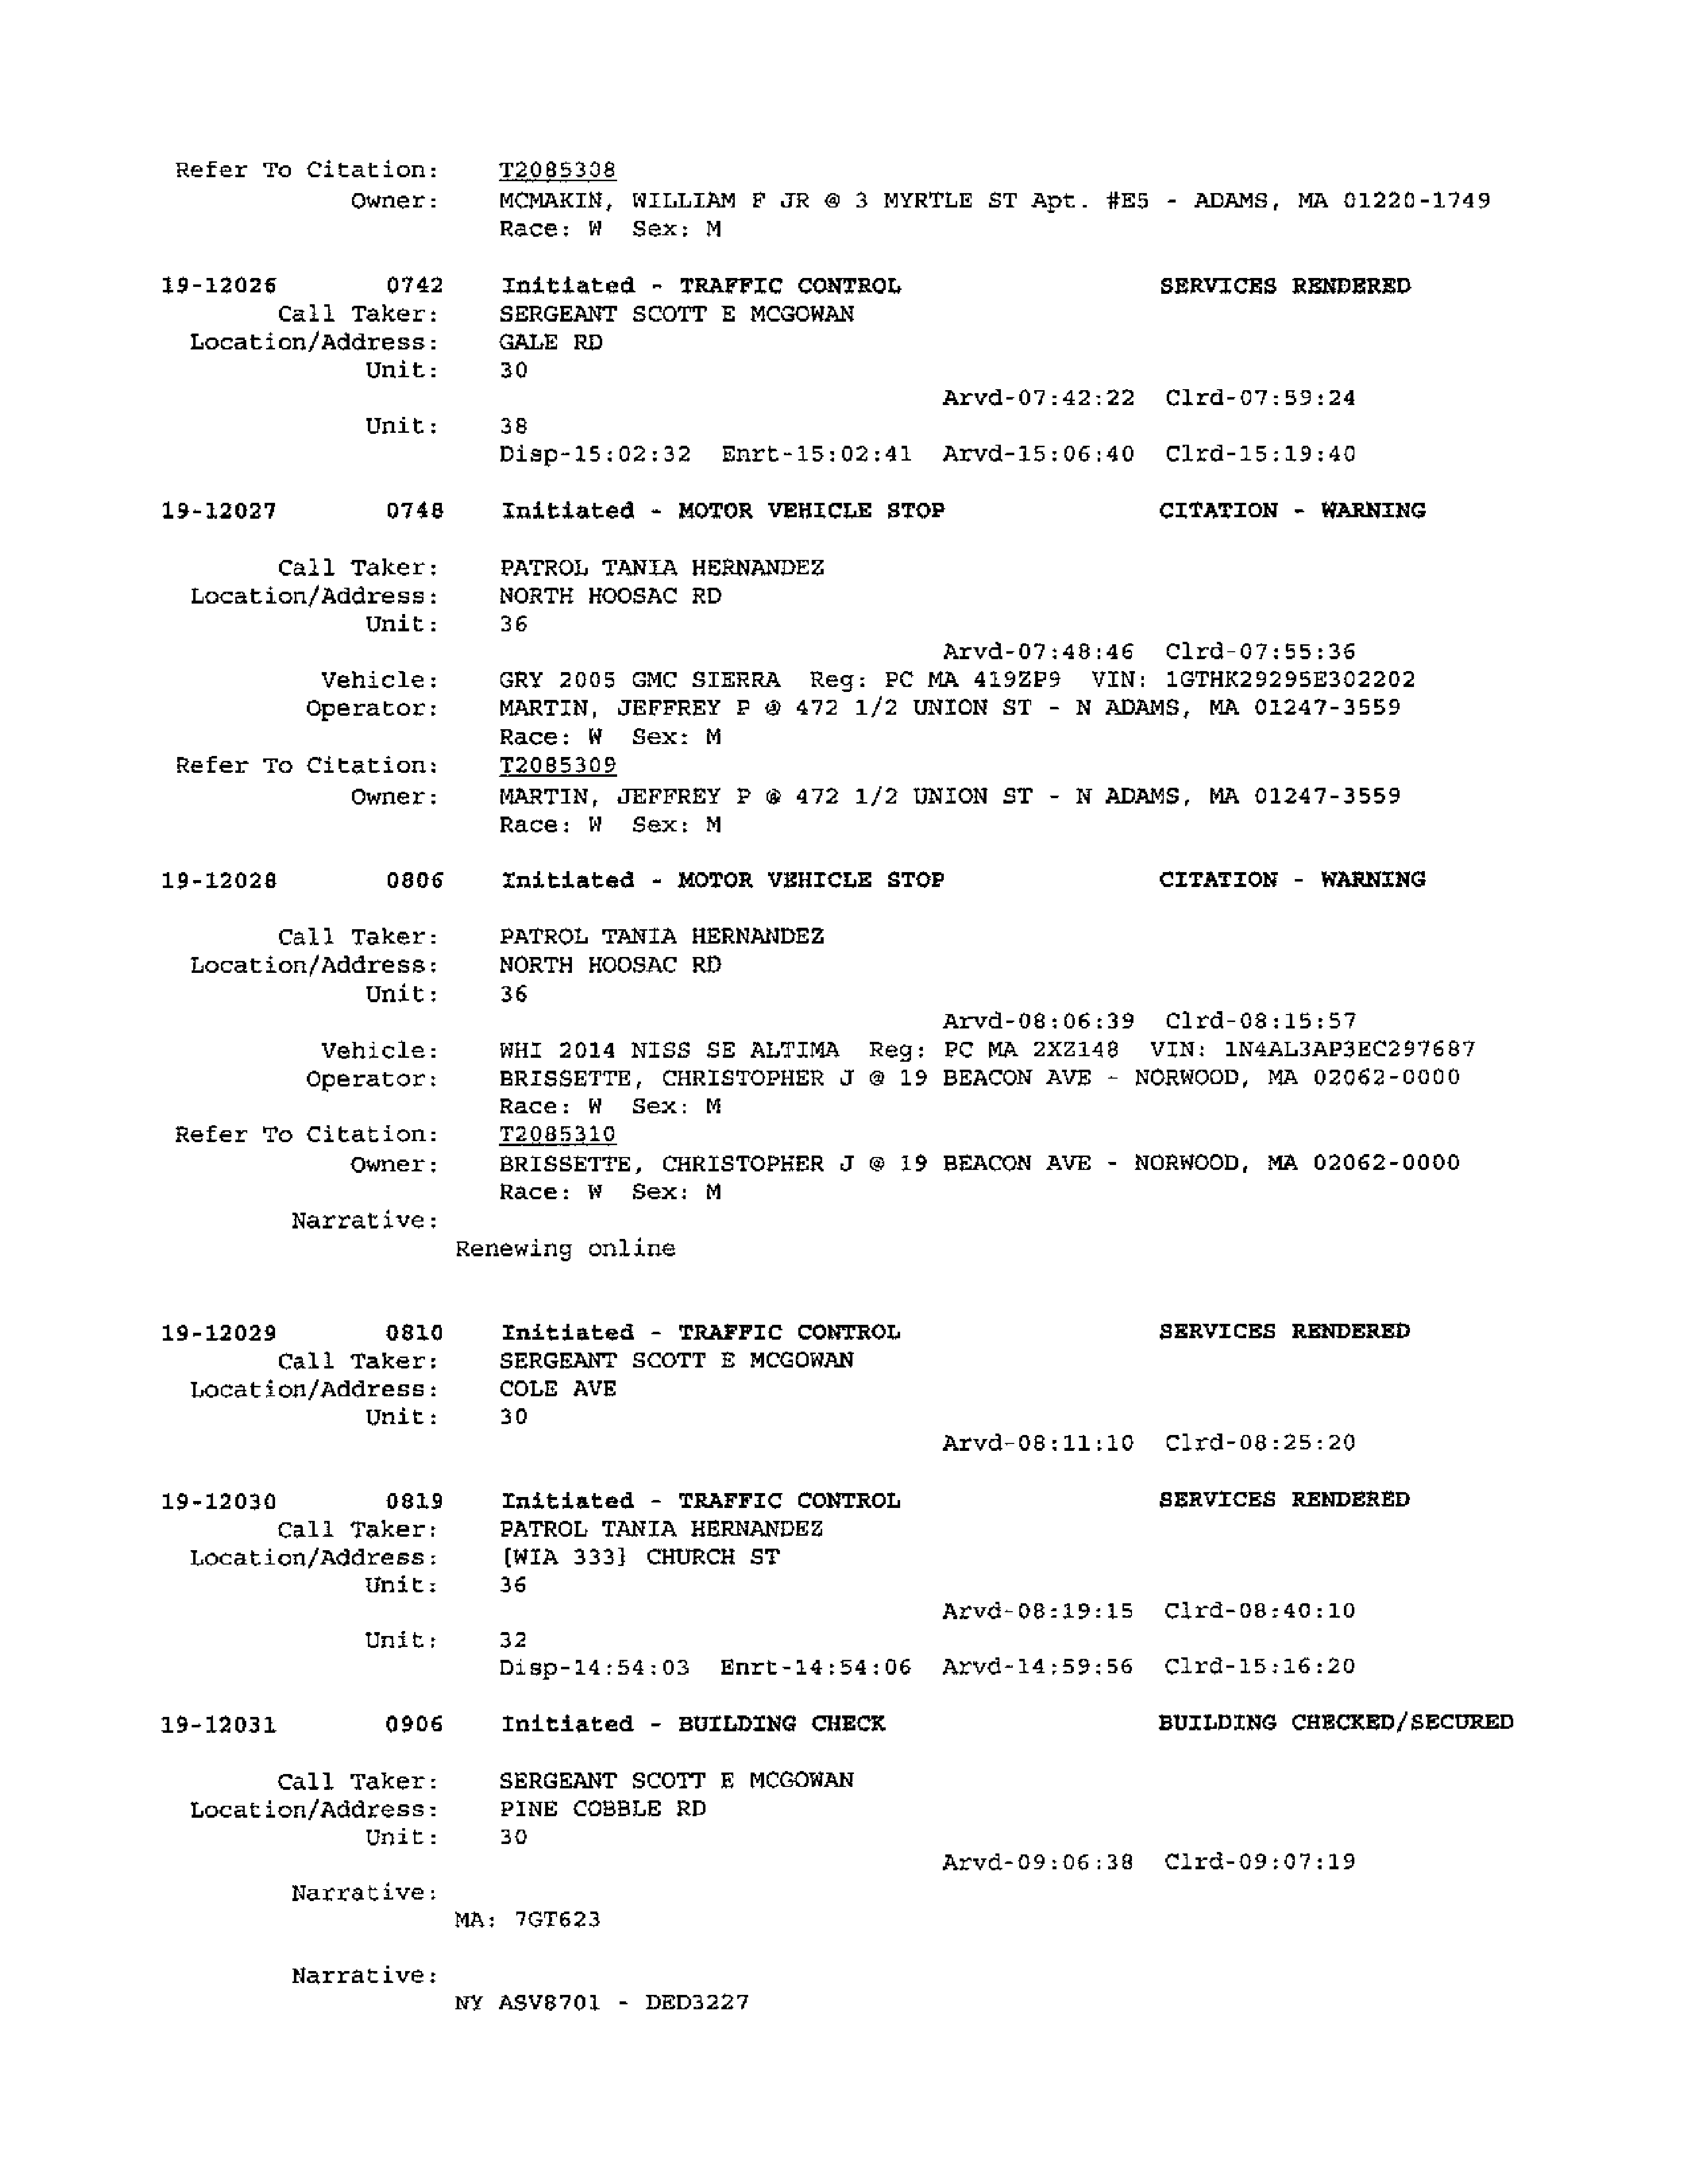 Refer To Citation: T2085308
Owner: MCMAKIN, WILLIAM F JR @ 3 MYRTLE ST Apt. #E5 - ADAMS, MA 01220-1749
Race: W Sex: M
19-12026 0742 Initiated - TRAFFIC CONTROL SERVICES RENDERED
Call Taker: SERGEANT SCOTT E MCGOWAN
Location/Address: GALE RD
Unit: 30
Arvd-07:42:22 Clrd-07:59:24
Unit: 38
Disp-15:02:32 Enrt-15:02:41 Arvd-15:06:40 Clrd-15:19:40
19-12027 0748 Initiated - MOTOR VEHICLE STOP CITATION - WARNING
Call Taker: PATROL TANIA HERNANDEZ
Location/Address: NORTH HOOSAC RD
Unit: 36
Arvd-07:48:46 Clrd-07:55:36
Vehicle: GRY 2005 GMC SIERRA Reg: PC MA 419ZP9 VIN: 1GTHK29295E302202
Operator: MARTIN, JEFFREY P @ 472 1/2 UNION ST - N ADAMS, MA 01247-3559
Race: W Sex: M
Refer To Citation: T2085309
Owner: MARTIN, JEFFREY P @ 472 1/2 UNION ST - N ADAMS, MA 01247-3559
Race: W Sex: M
19-12028 0806 Initiated - MOTOR VEHICLE STOP CITATION - WARNING
Call Taker: PATROL TANIA HERNANDEZ
Location/Address: NORTH HOOSAC RD
Unit: 36
Arvd-08:06:39 Clrd-08:15:57
Vehicle: WHI 2014 NISS SE ALTIMA Reg: PC MA 2XZ148 VIN: 1N4AL3AP3EC297687
Operator: BRISSETTE, CHRISTOPHER J @ 19 BEACON AVE - NORWOOD, MA 02062-0000
Race: W Sex: M
Refer To Citation: T2085310
Owner: BRISSETTE, CHRISTOPHER J @ 19 BEACON AVE - NORWOOD, MA 02062-0000
Race: W Sex: M
Narrative:
Renewing online
19-12029 0810 Initiated - TRAFFIC CONTROL SERVICES RENDERED
Call Taker: SERGEANT SCOTT E MCGOWAN
Location/Address: COLE AVE
Unit: 30
Arvd-08:11:10 Clrd-08:25:20
19-12030 0819 Initiated - TRAFFIC CONTROL SERVICES RENDERED
Call Taker: PATROL TANIA HERNANDEZ
Location/Address: [WIA 333] CHURCH ST
Unit: 36
Arvd-08:19:15 Clrd-08:40:10
Unit: 32
Disp-14:54:03 Enrt-14:54:06 Arvd-14:59:56 Clrd-15:16:20
19-12031 0906 Initiated - BUILDING CHECK BUILDING CHECKED/SECURED
Call Taker: SERGEANT SCOTT E MCGOWAN
Location/Address: PINE COBBLE RD
Unit: 30
Arvd-09:06:38 Clrd-09:07:19
Narrative:
MA: 7GT623
Narrative:
NY ASV8701 - DED3227